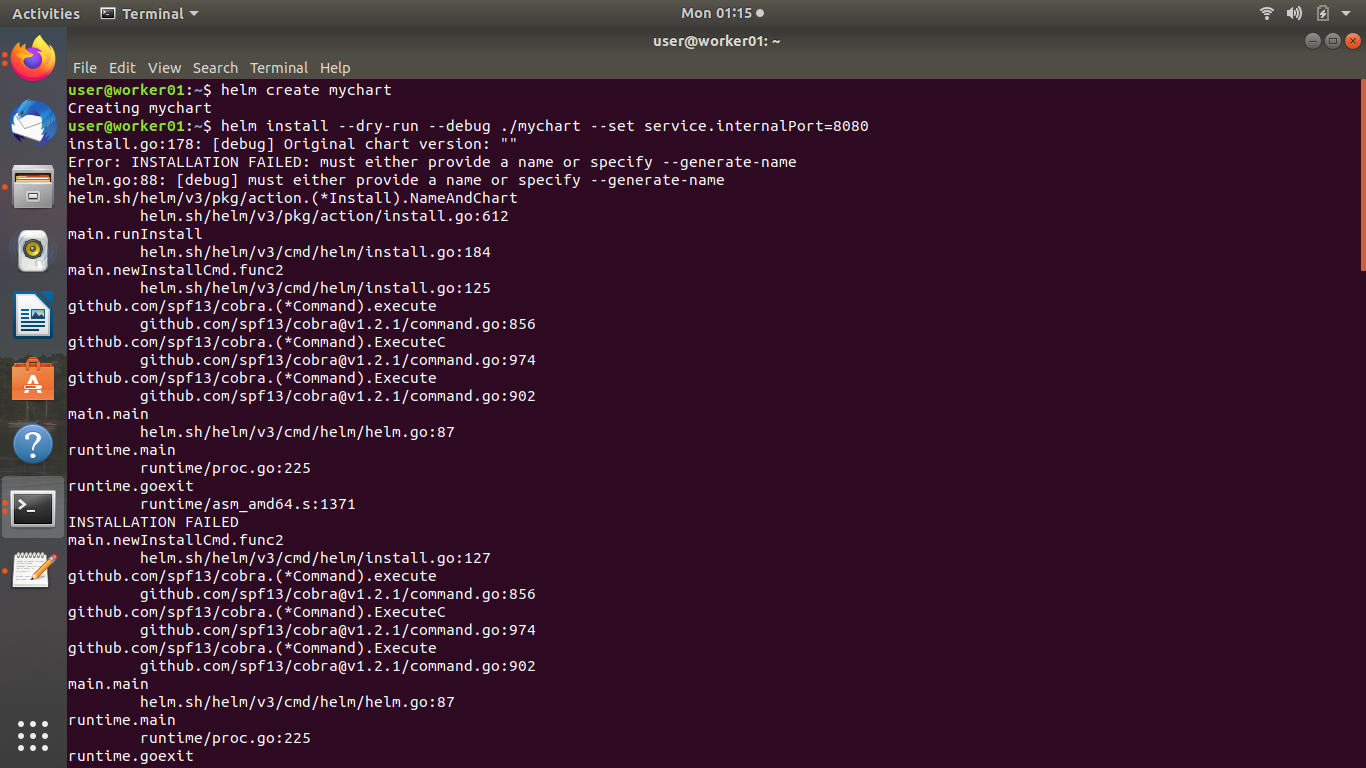 Activities
Terminal
Mon 01:15
user@worker01: ~
File Edit View Search Terminal Help
user@worker01:~$ helm create mychart
Creating mychart
user@worker01:~$ helm install --dry-run --debug ./mychart --set service.internalPort=8080
install.go:178: [debug] Original chart version: ""
Error: INSTALLATION FAILED: must either provide a name or specify --generate-name
helm.go:88: [debug] must either provide a name or specify --generate-name
helm.sh/helm/v3/pkg/action.(*Install).NameAndChart
        helm.sh/helm/v3/pkg/action/install.go:612
main.runInstall
        helm.sh/helm/v3/cmd/helm/install.go:184
main.newInstallCmd.func2
        helm.sh/helm/v3/cmd/helm/install.go:125
github.com/spf13/cobra.(*Command).execute
        github.com/spf13/cobra@v1.2.1/command.go:856
github.com/spf13/cobra.(*Command).ExecuteC
        github.com/spf13/cobra@v1.2.1/command.go:974
github.com/spf13/cobra.(*Command).Execute
        github.com/spf13/cobra@v1.2.1/command.go:902
main.main
        helm.sh/helm/v3/cmd/helm/helm.go:87
runtime.main
        runtime/proc.go:225
runtime.goexit
        runtime/asm_amd64.s:1371
INSTALLATION FAILED
main.newInstallCmd.func2
        helm.sh/helm/v3/cmd/helm/install.go:127
github.com/spf13/cobra.(*Command).execute
        github.com/spf13/cobra@v1.2.1/command.go:856
github.com/spf13/cobra.(*Command).ExecuteC
        github.com/spf13/cobra@v1.2.1/command.go:974
github.com/spf13/cobra.(*Command).Execute
        github.com/spf13/cobra@v1.2.1/command.go:902
main.main
        helm.sh/helm/v3/cmd/helm/helm.go:87
runtime.main
        runtime/proc.go:225
runtime.goexit